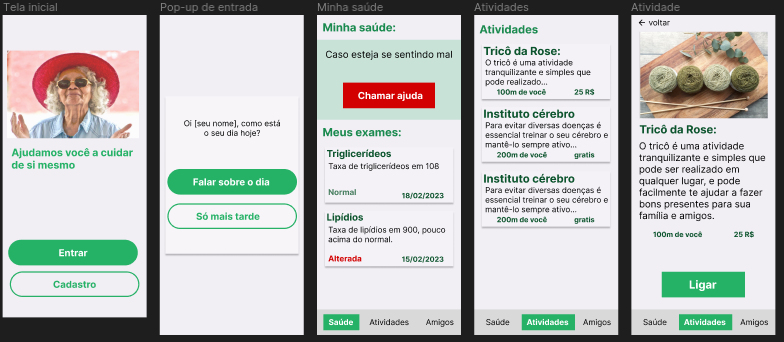 Tela inicial
Ajudamos você a cuidar
de si mesmo
Entrar
Cadastro
Pop-up de entrada
Oi [seu nome], como está
o seu dia hoje?
Falar sobre o dia
Só mais tarde
Minha saúde
Minha saúde:
Caso esteja se sentindo mal
Chamar ajuda
Meus exames:
Triglicerídeos
Taxa de triglicerídeos em 108
Normal
18/02/2023
Lipídios
Taxa de lipídios em 900, pouco
acima do normal.
Alterada
15/02/2023
Saúde
Atividades
Amigos
Atividades
Atividades
Tricô da Rose:
O tricô é uma atividade
tranquilizante e simples que
pode realizado...
100m de você
25 R$
Instituto cérebro
Para evitar diversas doenças é
essencial treinar o seu cérebro e
mantê-lo sempre ativo...
200m de você
gratis
Instituto cérebro
Para evitar diversas doenças é
essencial treinar o seu cérebro e
mantê-lo sempre ativo...
200m de você
gratis
Saúde
Atividades
Amigos
Atividade
← voltar
Tricô da Rose:
O tricô é uma atividade
tranquilizante e simples que
pode ser realizado em
qualquer lugar, e pode
facilmente te ajudar a fazer
bons presentes para sua
família e amigos.
100m de você
25 R$
Ligar
Saúde
Atividades
Amigos